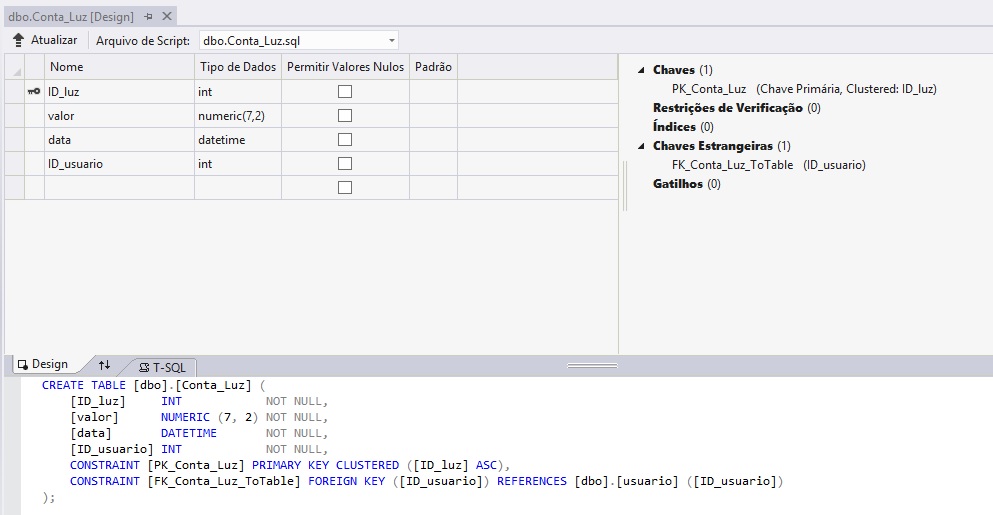 dbo.Conta_Luz [Design]
Atualizar Arquivo de Script: dbo.Conta_Luz.sql
Nome Tipo de Dados Permitir Valores Nulos Padrão
ID_luz int
valor numeric(7,2)
data datetime
ID_usuario int
Chaves (1)
PK_Conta_Luz (Chave Primária, Clustered: ID_luz)
Restrições de Verificação (0)
Índices (0)
Chaves Estrangeiras (1)
FK_Conta_Luz_ToTable (ID_usuario)
Gatilhos (0)
Design T-SQL
CREATE TABLE [dbo].[Conta_Luz] (
[ID_luz] INT NOT NULL,
[valor] NUMERIC (7, 2) NOT NULL,
[data] DATETIME NOT NULL,
[ID_usuario] INT NOT NULL,
CONSTRAINT [PK_Conta_Luz] PRIMARY KEY CLUSTERED ([ID_luz] ASC),
CONSTRAINT [FK_Conta_Luz_ToTable] FOREIGN KEY ([ID_usuario]) REFERENCES [dbo].[usuario] ([ID_usuario])
);